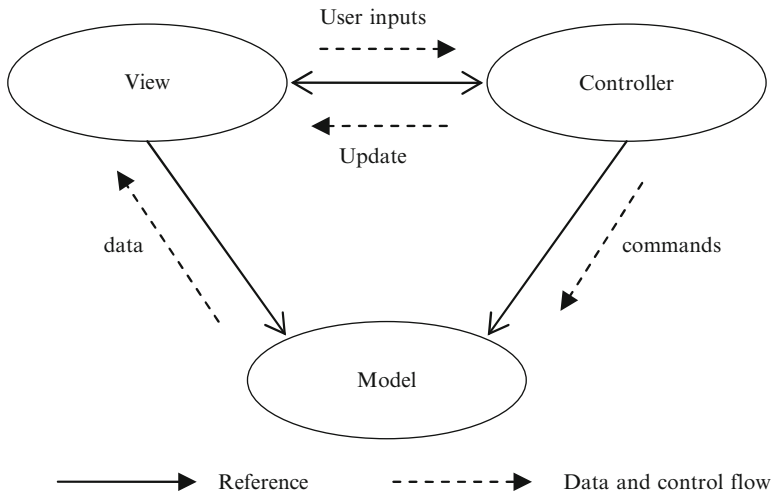 User inputs
View
Controller
Update
data
commands
Model
Reference
Data and control flow